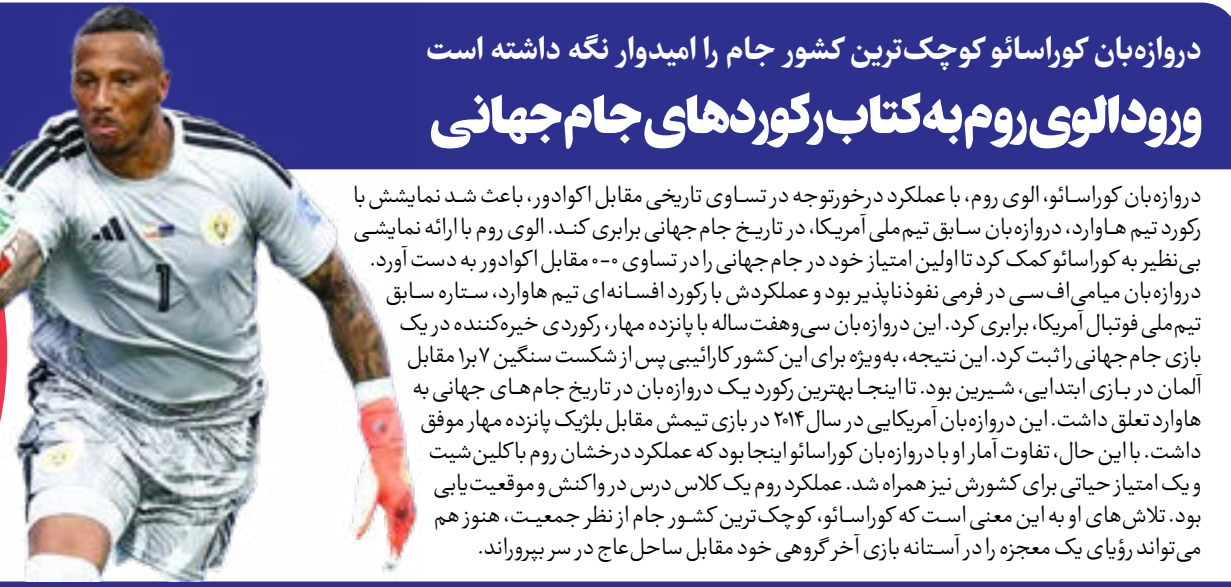 دروازه‌بان کوراسائو کوچک‌ترین کشور جام را امیدوار نگه داشته است
ورود الوی روم به کتاب رکوردهای جام جهانی
دروازه‌بان کوراسائو، الوی روم، با عملکرد درخورتوجه در تساوی تاریخی مقابل اکوادور، باعث شد نمایشش با
رکورد تیم هاوارد، دروازه‌بان سابق تیم ملی آمریکا، در تاریخ جام جهانی برابری کند. الوی روم با ارائه نمایشی
بی‌نظیر به کوراسائو کمک کرد تا اولین امتیاز خود در جام جهانی را در تساوی ۰-۰ مقابل اکوادور به دست آورد.
دروازه‌بان میامی اف سی در فرمی نفوذناپذیر بود و عملکردش با رکورد افسانه‌ای تیم هاوارد، ستاره سابق
تیم ملی فوتبال آمریکا، برابری کرد. این دروازه‌بان سی‌وهفت‌ساله با پانزده مهار، رکوردی خیره‌کننده در یک
بازی جام جهانی را ثبت کرد. این نتیجه، به‌ویژه برای این کشور کارائیبی پس از شکست سنگین ۷ بر ۱ مقابل
آلمان در بازی ابتدایی، شیرین بود. تا اینجا بهترین رکورد یک دروازه‌بان در تاریخ جام‌های جهانی به
هاوارد تعلق داشت. این دروازه‌بان آمریکایی در سال ۲۰۱۴ در بازی تیمش مقابل بلژیک پانزده مهار موفق
داشت. با این حال، تفاوت آمار او با دروازه‌بان کوراسائو اینجا بود که عملکرد درخشان روم با کلین‌شیت
و یک امتیاز حیاتی برای کشورش نیز همراه شد. عملکرد روم یک کلاس درس در واکنش و موقعیت‌یابی
بود. تلاش‌های او به این معنی است که کوراسائو، کوچک‌ترین کشور جام از نظر جمعیت، هنوز هم
می‌تواند رؤیای یک معجزه را در آستانه بازی آخر گروهی خود مقابل ساحل عاج در سر بپروراند.
1